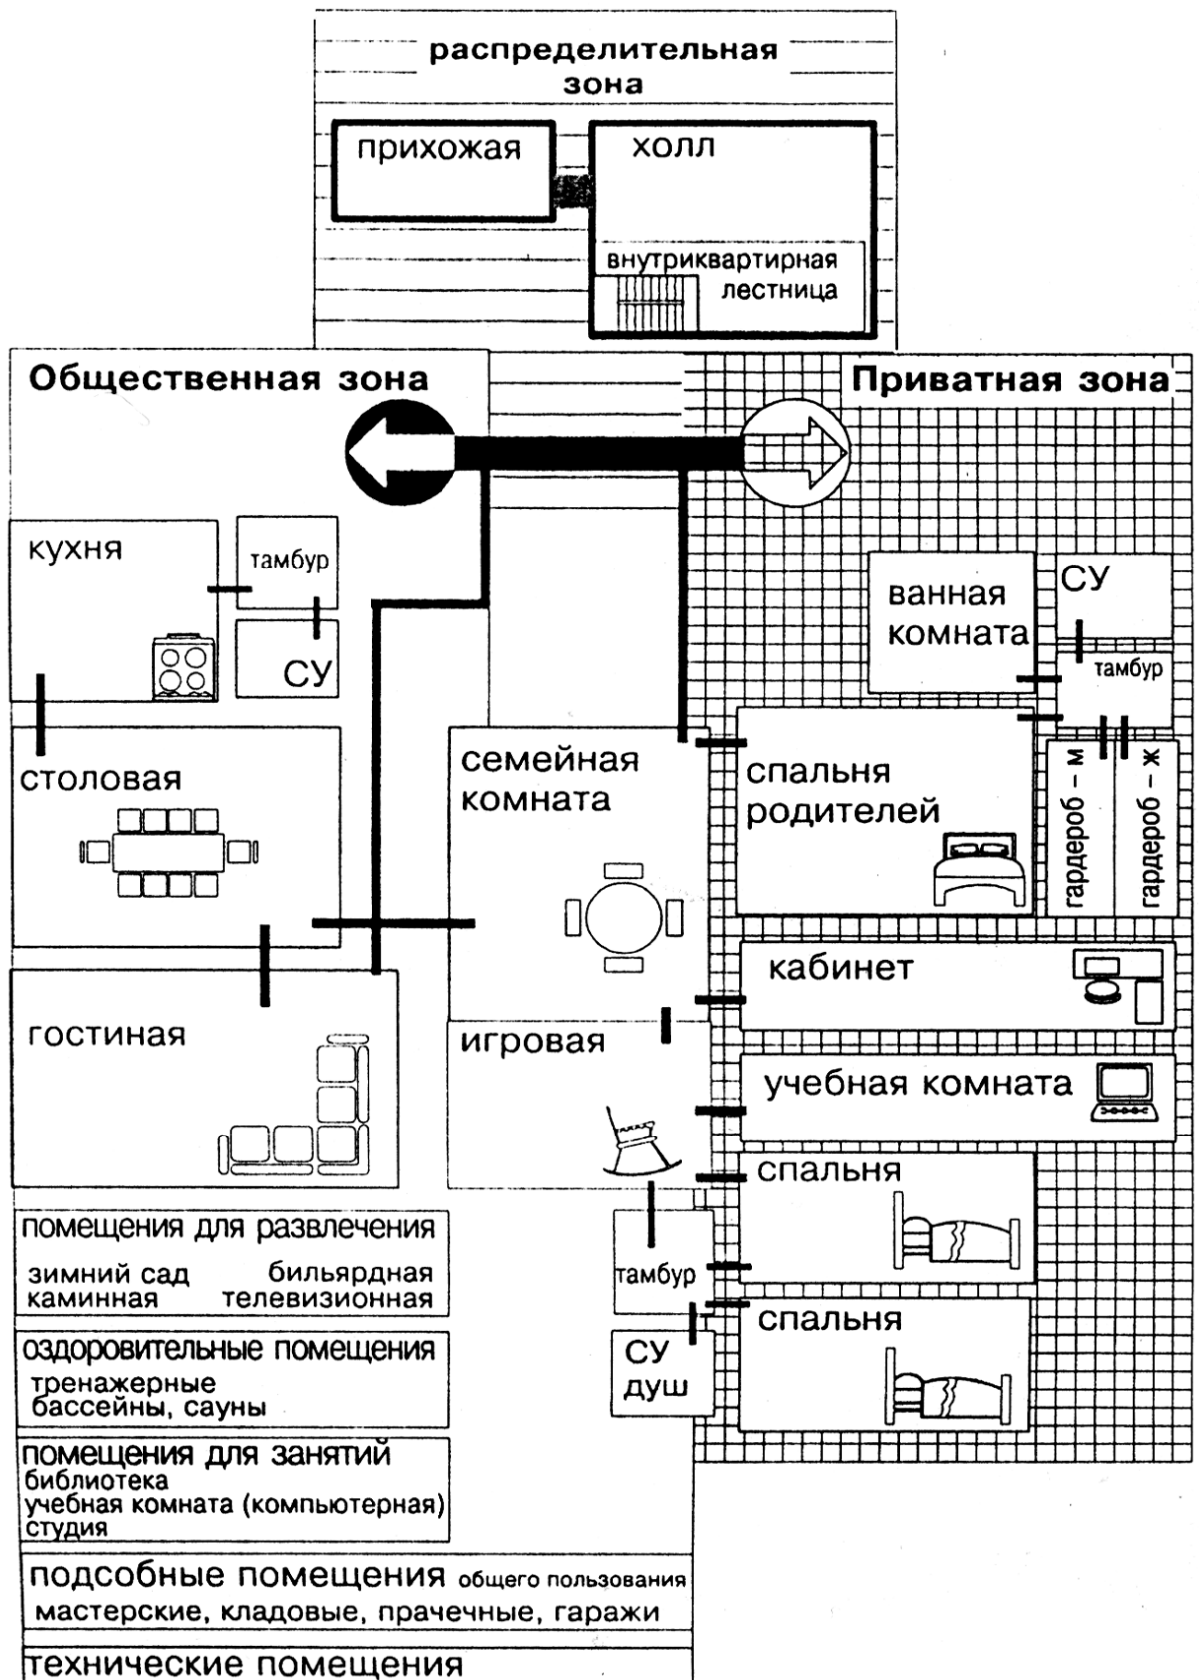 распределительная
зона
прихожая
холл
внутриквартирная
лестница
Общественная зона
Приватная зона
кухня
тамбур
СУ
ванная
комната
СУ
тамбур
столовая
семейная
комната
спальня
родителей
гардероб – м
гардероб – ж
кабинет
гостиная
игровая
учебная комната
спальня
тамбур
спальня
СУ
душ
помещения для развлечения
зимний сад бильярдная
каминная телевизионная
оздоровительные помещения
тренажерные
бассейны, сауны
помещения для занятий
библиотека
учебная комната (компьютерная)
студия
подсобные помещения общего пользования
мастерские, кладовые, прачечные, гаражи
технические помещения